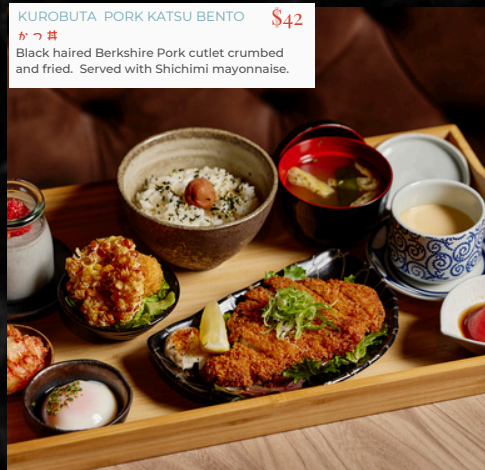 KUROBUTA PORK KATSU BENTO $42
かつ丼
Black haired Berkshire Pork cutlet crumbed
and fried. Served with Shichimi mayonnaise.